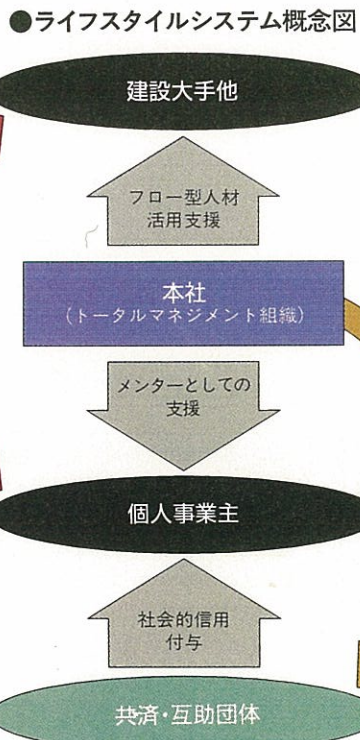 ●ライフスタイルシステム概念図
建設大手他
フロー型人材
活用支援
本社
（トータルマネジメント組織）
メンターとしての
支援
個人事業主
社会的信用
付与
共済・互助団体